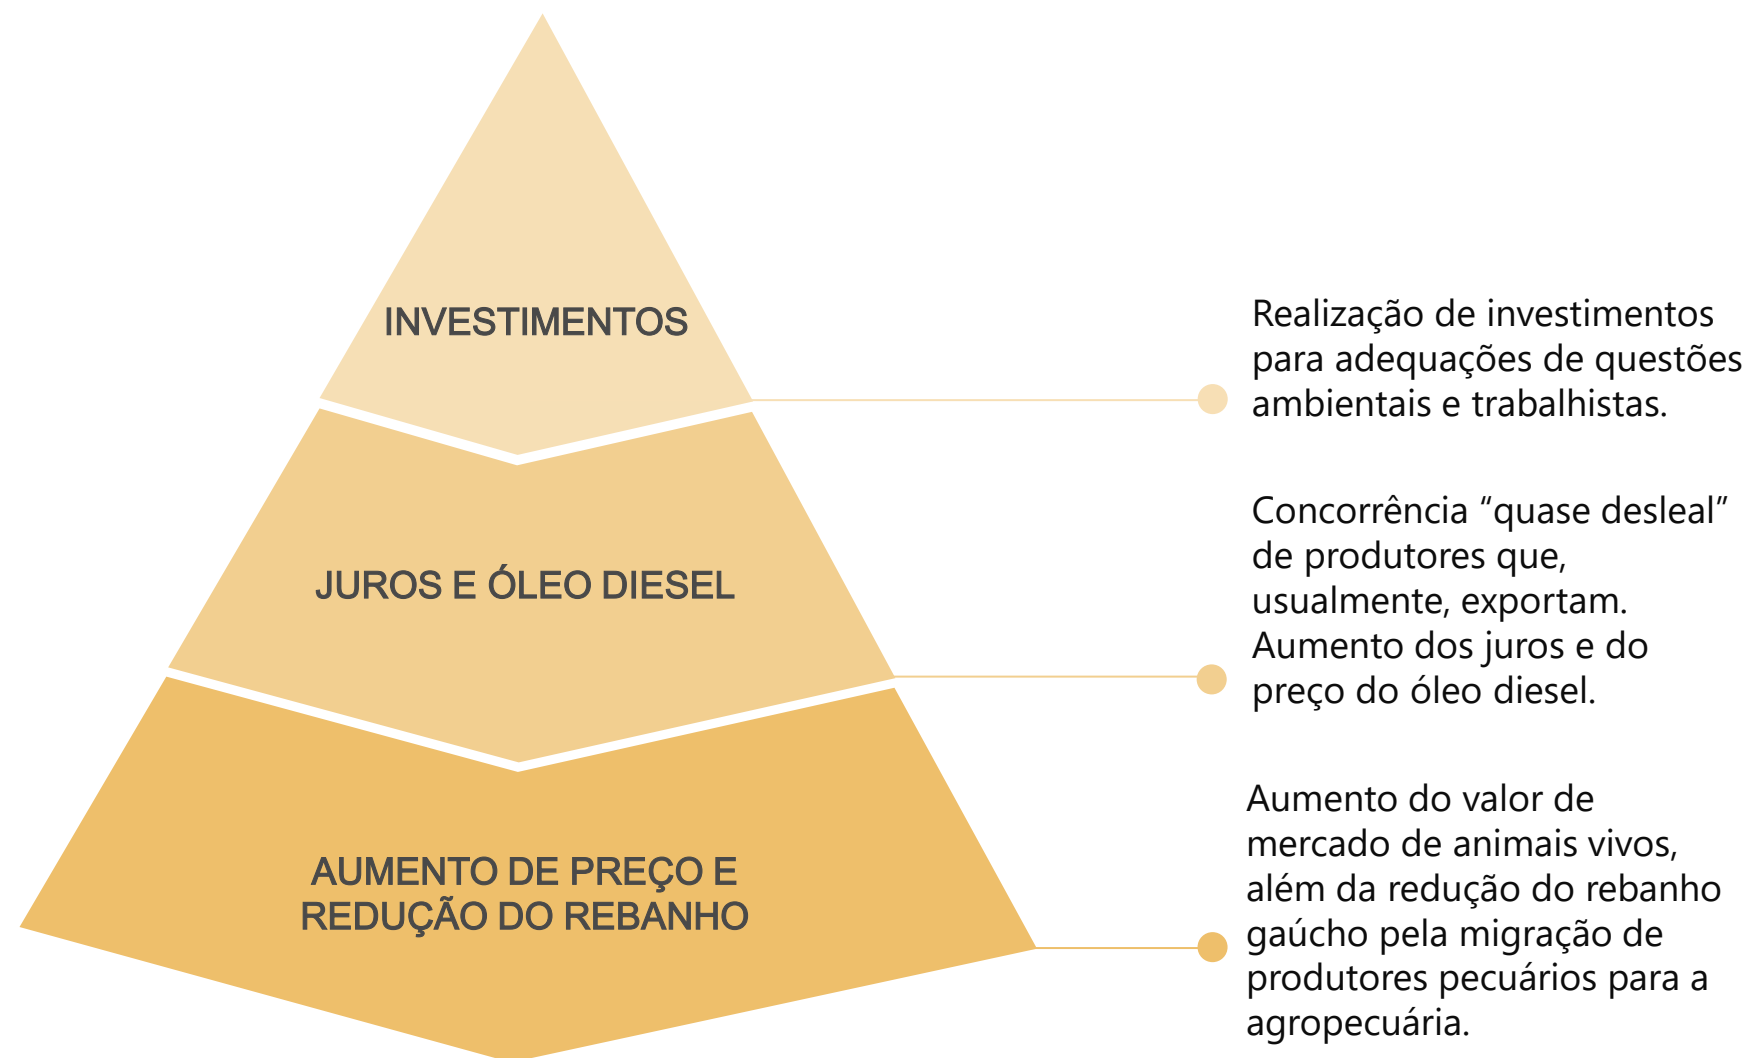 INVESTIMENTOS
Realização de investimentos
para adequações de questões
ambientais e trabalhistas.
JUROS E ÓLEO DIESEL
Concorrência “quase desleal”
de produtores que,
usualmente, exportam.
Aumento dos juros e do
preço do óleo diesel.
AUMENTO DE PREÇO E
REDUÇÃO DO REBANHO
Aumento do valor de
mercado de animais vivos,
além da redução do rebanho
gaúcho pela migração de
produtores pecuários para a
agropecuária.